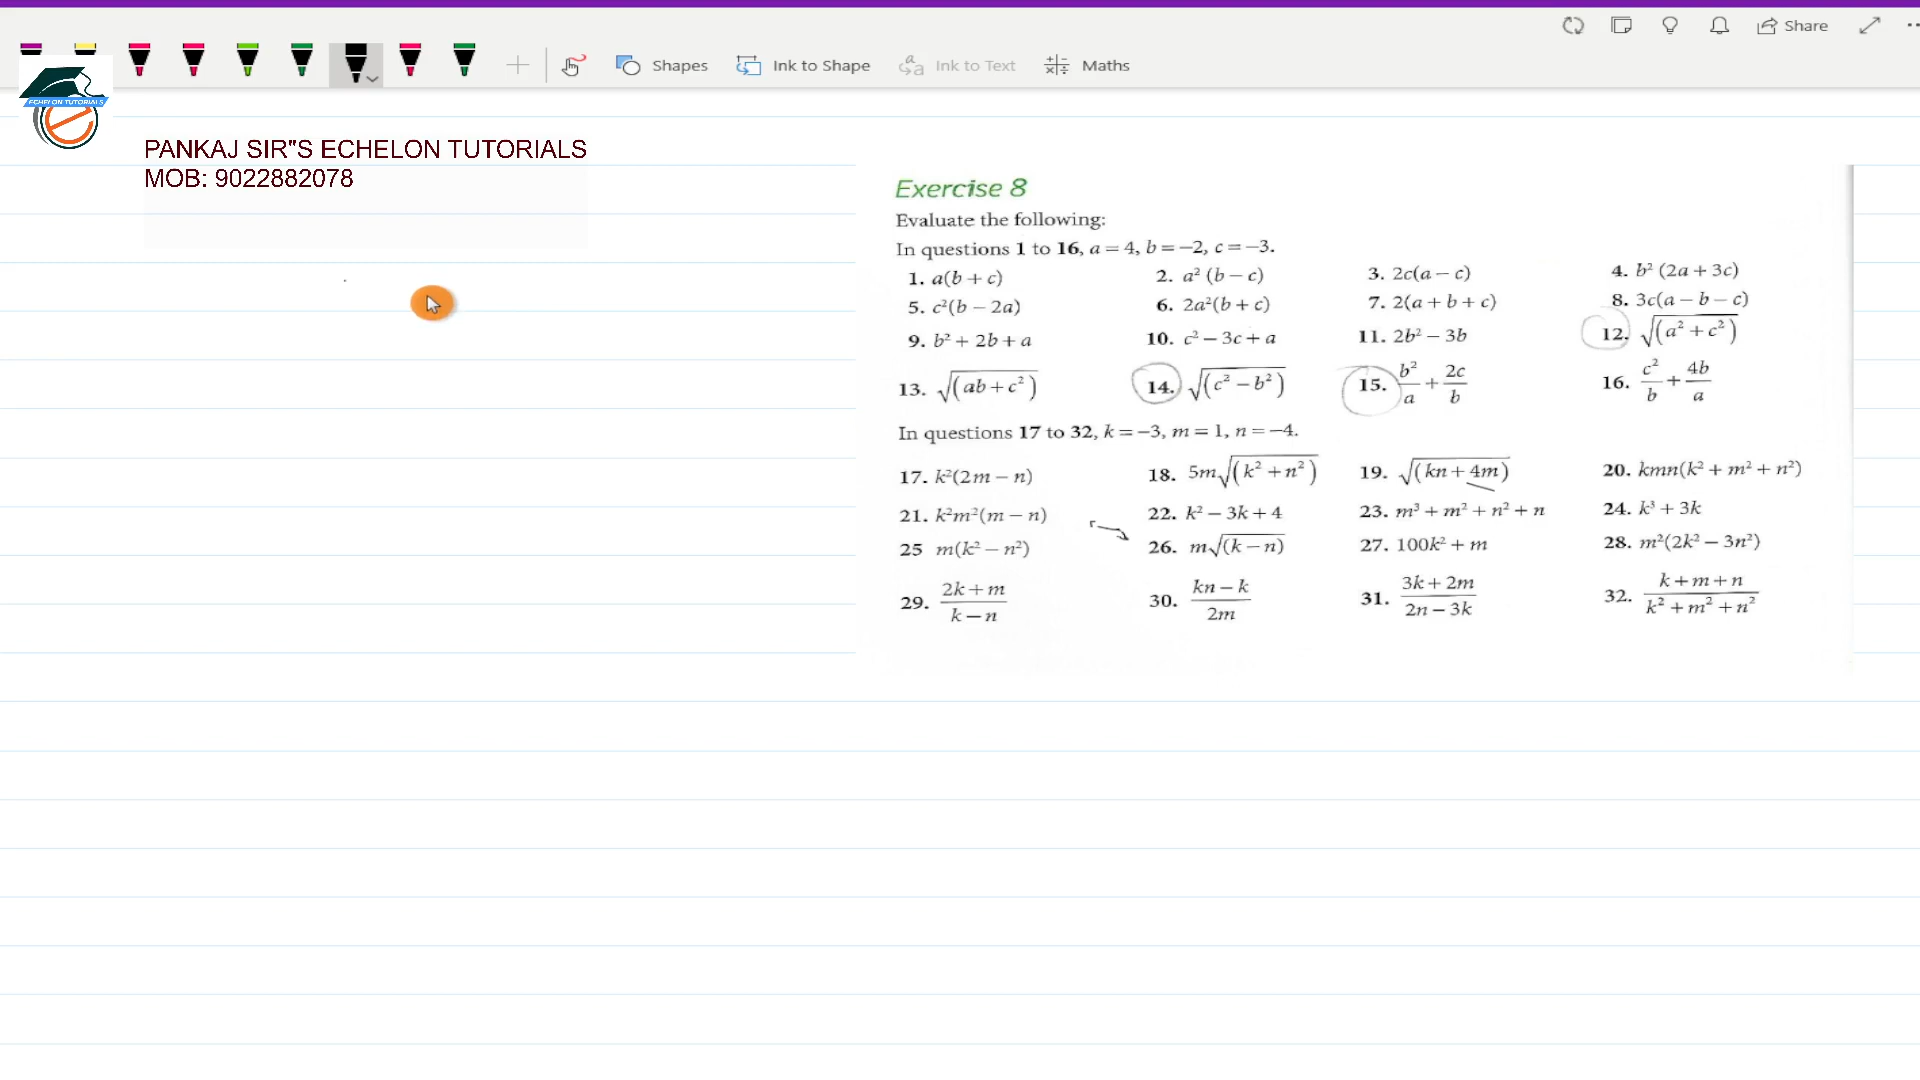 Share
Shapes
Ink to Shape
Ink to Text
Maths
ECHELON TUTORIALS
PANKAJ SIR"S ECHELON TUTORIALS
MOB: 9022882078
Exercise 8
Evaluate the following:
In questions 1 to 16, a = 4, b = −2, c = −3.
1. a(b + c) 2. a² (b − c) 3. 2c(a − c) 4. b² (2a + 3c)
5. c²(b − 2a) 6. 2a²(b + c) 7. 2(a + b + c) 8. 3c(a − b − c)
9. b² + 2b + a 10. c² − 3c + a 11. 2b² − 3b 12. √(a² + c²)
13. √(ab + c²) 14. √(c² − b²) 15. b²/a + 2c/b 16. c²/b + 4b/a
In questions 17 to 32, k = −3, m = 1, n = −4.
17. k²(2m − n) 18. 5m√(k² + n²) 19. √(kn + 4m) 20. kmn(k² + m² + n²)
21. k²m²(m − n) 22. k² − 3k + 4 23. m³ + m² + n² + n 24. k³ + 3k
25 m(k² − n²) 26. m√(k − n) 27. 100k² + m 28. m²(2k² − 3n²)
29. (2k + m)/(k − n) 30. (kn − k)/(2m) 31. (3k + 2m)/(2n − 3k) 32. (k + m + n)/(k² + m² + n²)